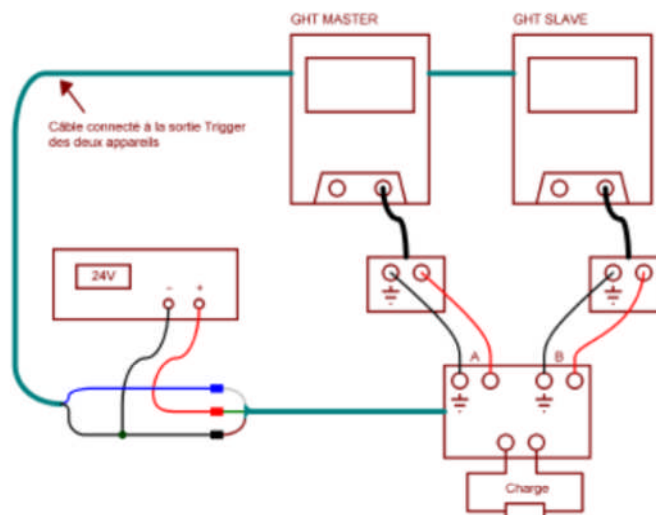 GHT MASTER
GHT SLAVE
Câble connecté à la sortie Trigger
des deux appareils
24V
- +
A
B
Charge